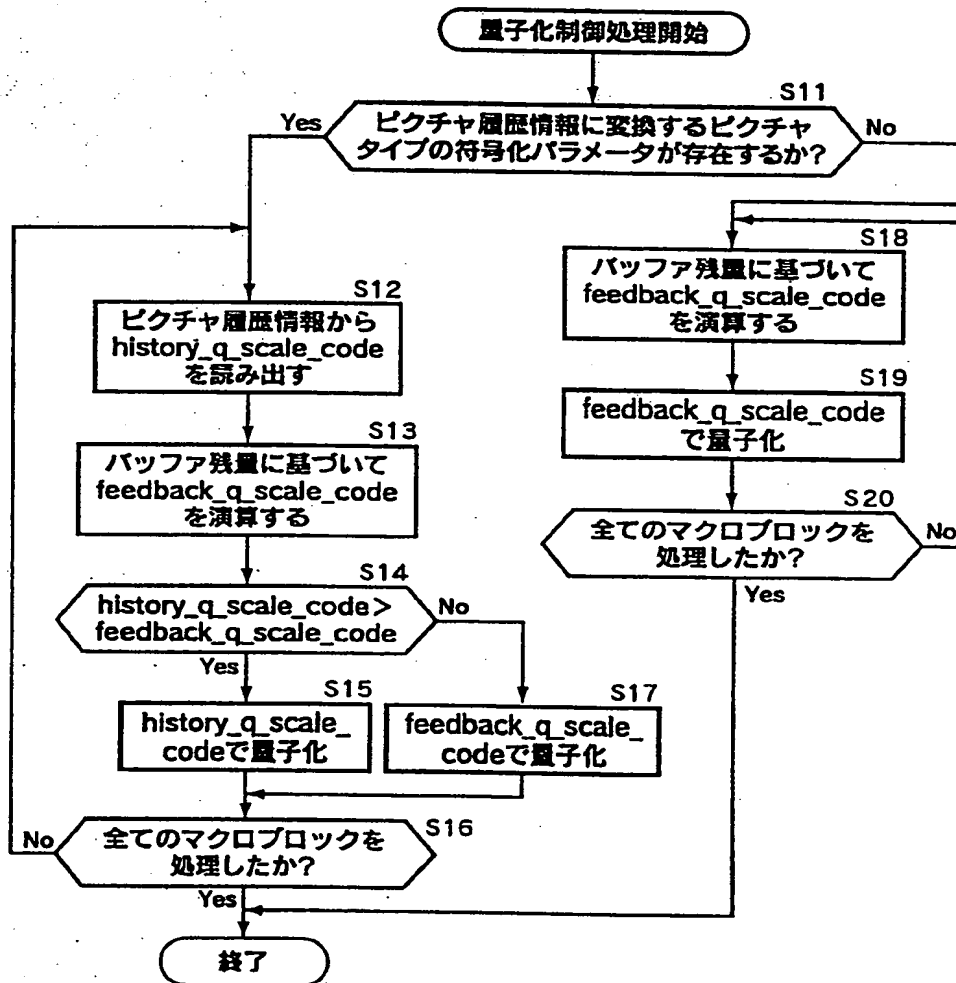 量子化制御処理開始
S11
ピクチャ履歴情報に変換するピクチャ
タイプの符号化パラメータが存在するか?
Yes
No
S12
ピクチャ履歴情報から
history_q_scale_code
を読み出す
S13
バッファ残量に基づいて
feedback_q_scale_code
を演算する
S14
history_q_scale_code>
feedback_q_scale_code
Yes
No
S15
history_q_scale_
codeで量子化
S17
feedback_q_scale_
codeで量子化
S16
全てのマクロブロックを
処理したか?
No
Yes
S18
バッファ残量に基づいて
feedback_q_scale_code
を演算する
S19
feedback_q_scale_code
で量子化
S20
全てのマクロブロックを
処理したか?
No
Yes
終了